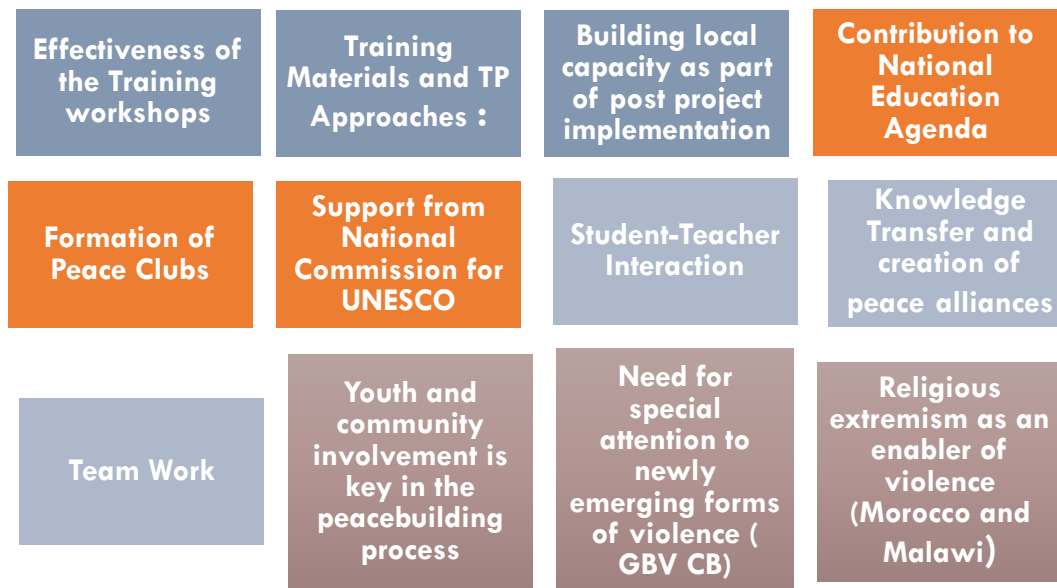 Effectiveness of
the Training
workshops
Training
Materials and TP
Approaches :
Building local
capacity as part
of post project
implementation
Contribution to
National
Education
Agenda
Formation of
Peace Clubs
Support from
National
Commission for
UNESCO
Student-Teacher
Interaction
Knowledge
Transfer and
creation of
peace alliances
Team Work
Youth and
community
involvement is
key in the
peacebuilding
process
Need for
special
attention to
newly
emerging forms
of violence (
GBV CB)
Religious
extremism as an
enabler of
violence
(Morocco and
Malawi)